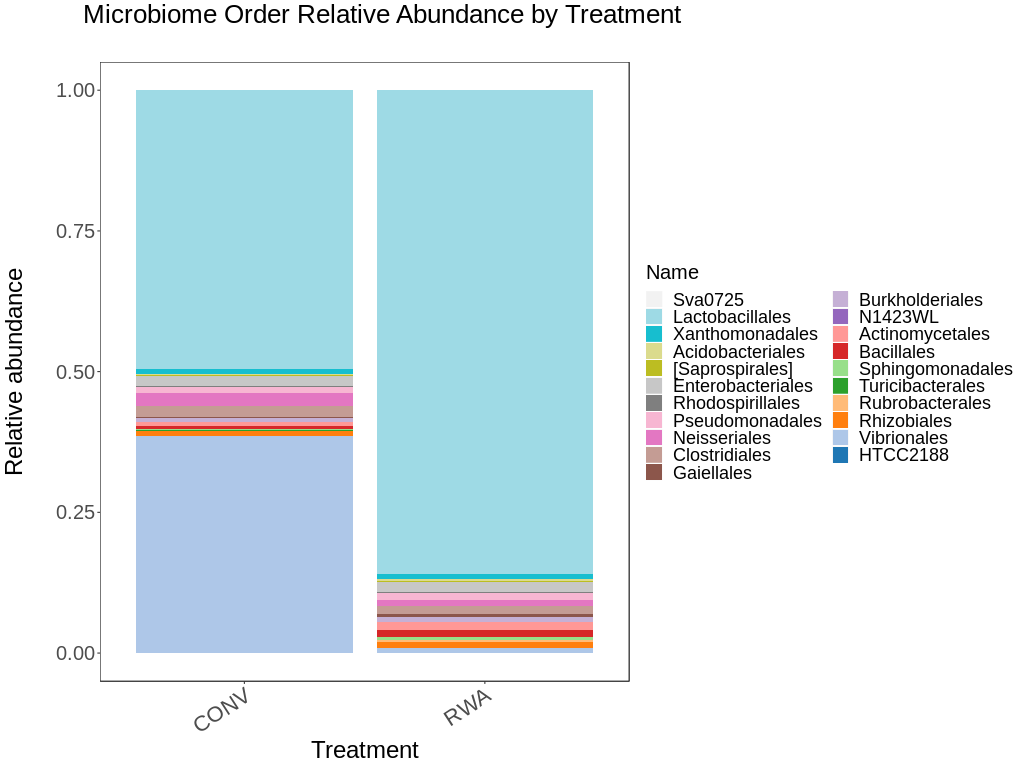 Microbiome Order Relative Abundance by Treatment
Relative abundance
1.00
0.75
0.50
0.25
0.00
CONV
RWA
Treatment
Name
Sva0725
Lactobacillales
Xanthomonadales
Acidobacteriales
[Saprospirales]
Enterobacteriales
Rhodospirillales
Pseudomonadales
Neisseriales
Clostridiales
Gaiellales
Burkholderiales
N1423WL
Actinomycetales
Bacillales
Sphingomonadales
Turicibacterales
Rubrobacterales
Rhizobiales
Vibrionales
HTCC2188